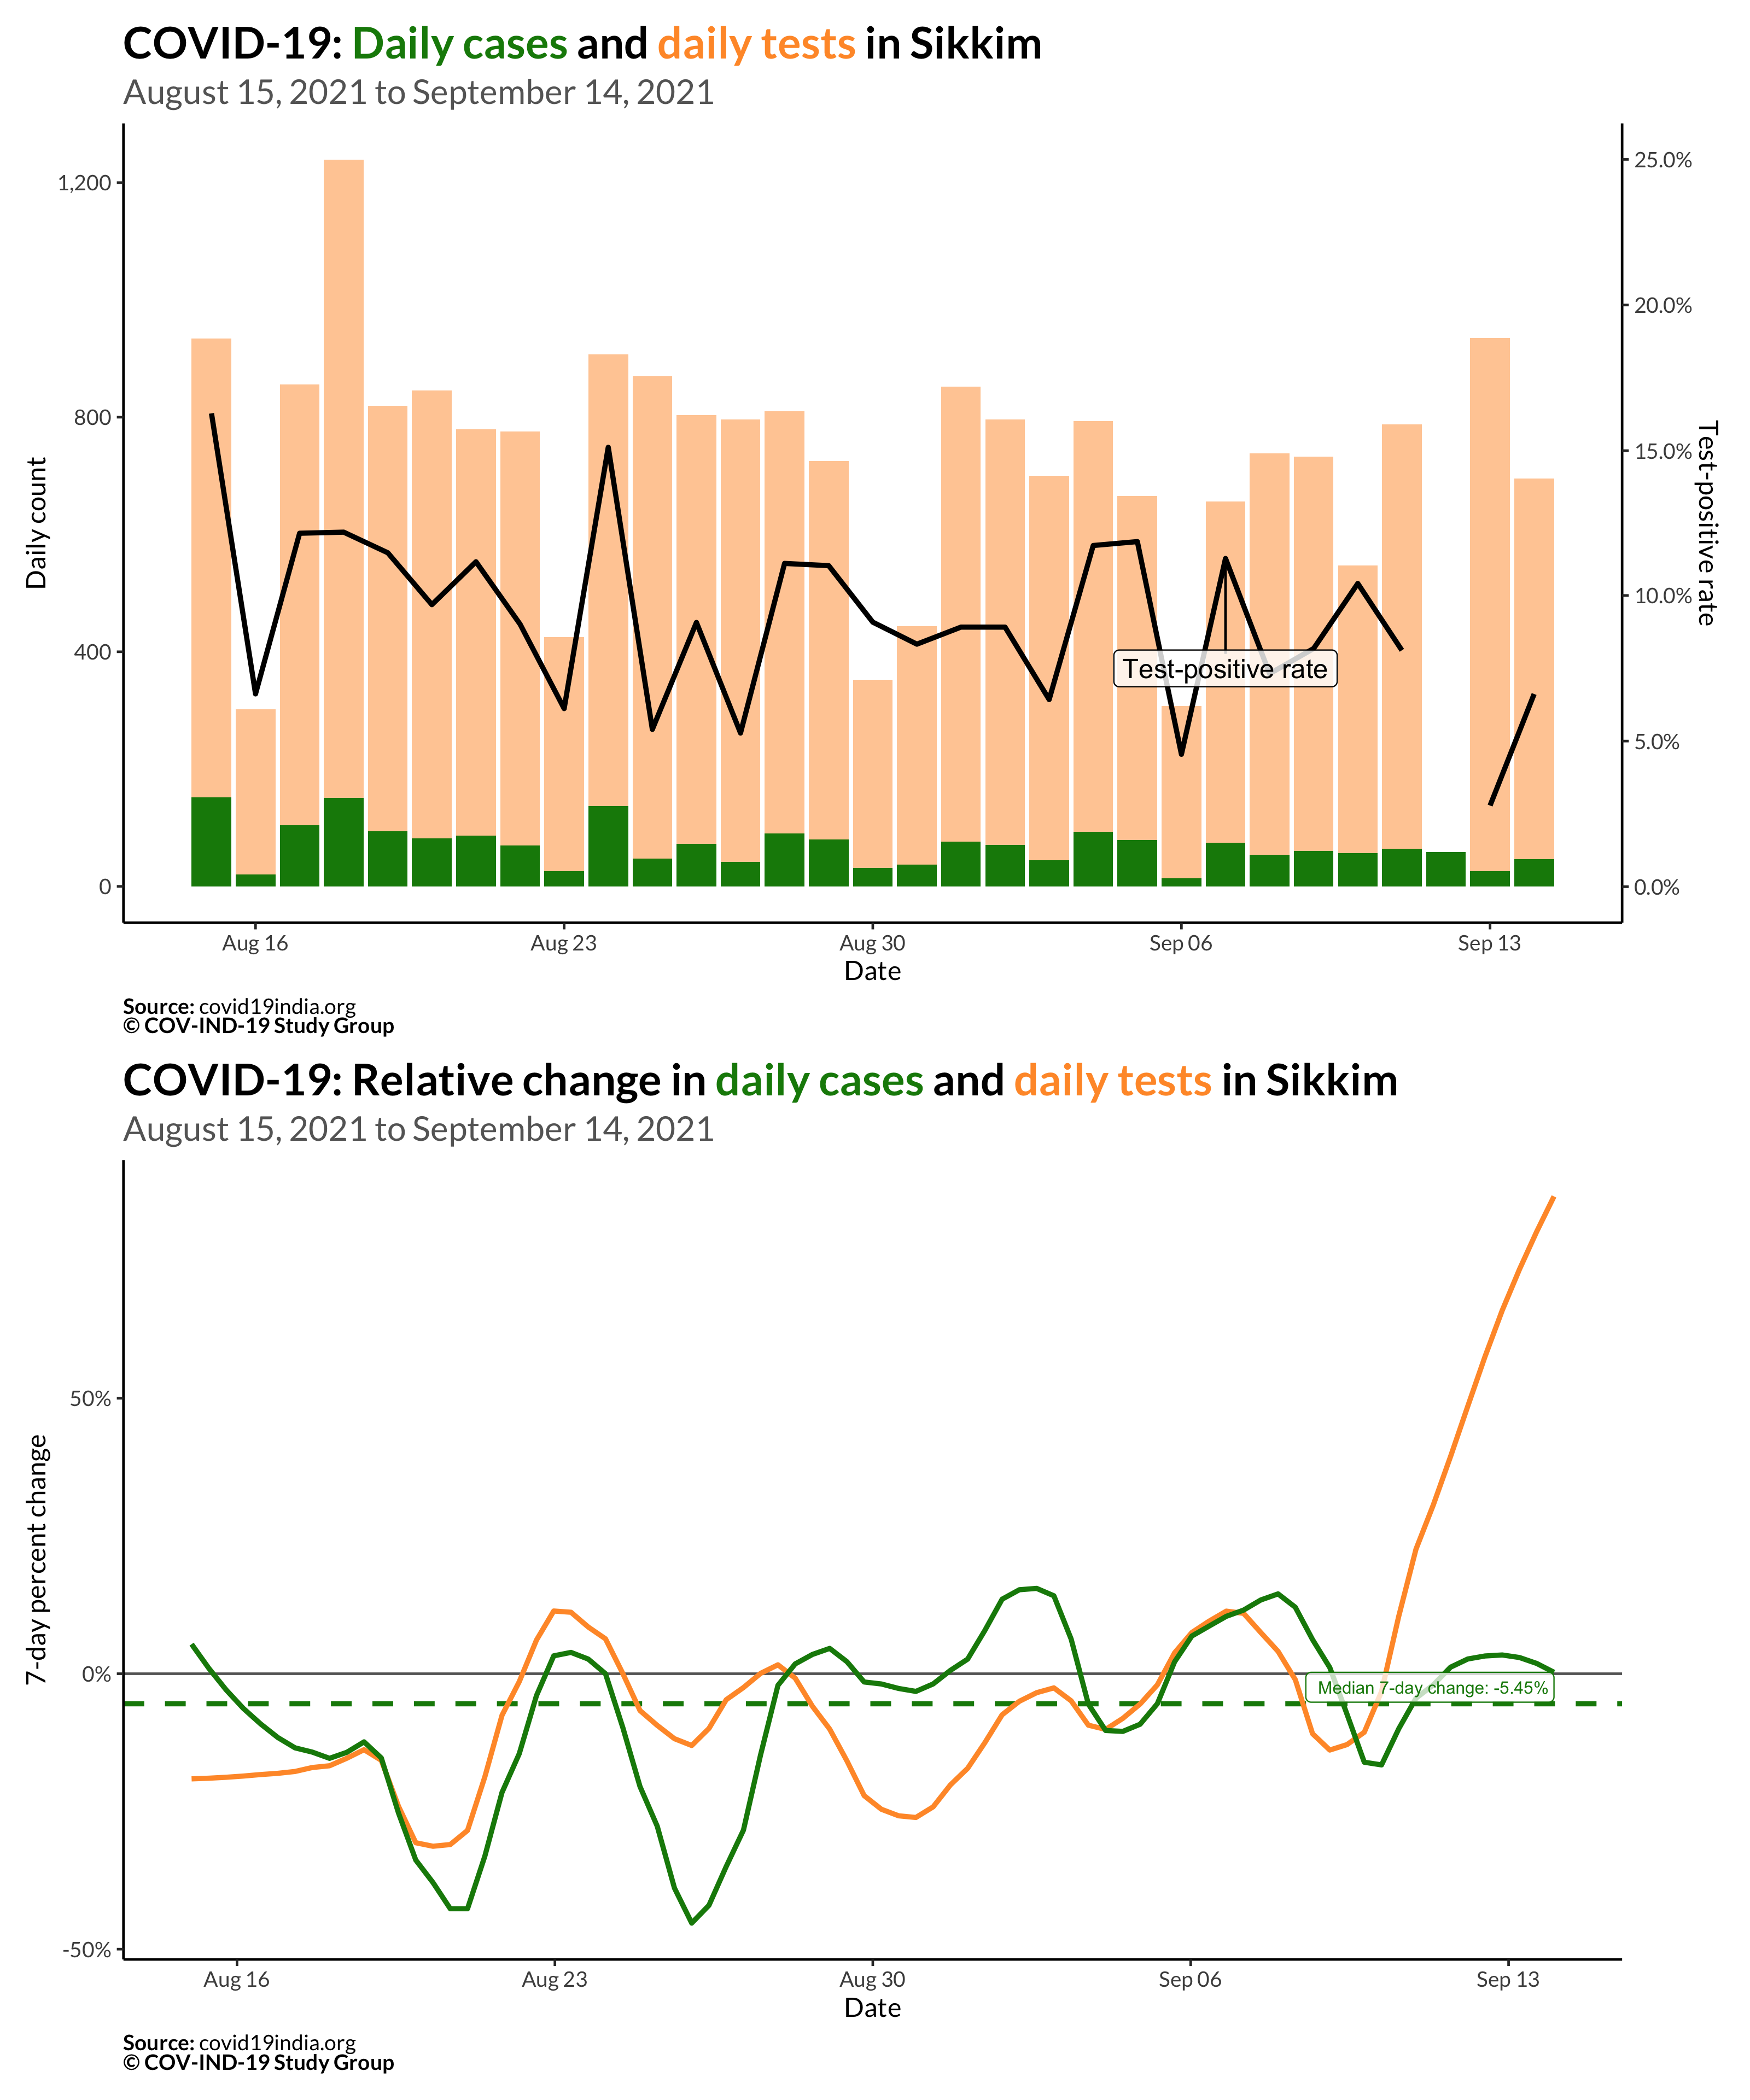 COVID-19: Daily cases and daily tests in Sikkim
August 15, 2021 to September 14, 2021
1,200
800
400
0
Daily count
25.0%
20.0%
15.0%
10.0%
5.0%
0.0%
Test-positive rate
Test-positive rate
Aug 16
Aug 23
Aug 30
Sep 06
Sep 13
Date
Source: covid19india.org
© COV-IND-19 Study Group
COVID-19: Relative change in daily cases and daily tests in Sikkim
August 15, 2021 to September 14, 2021
50%
0%
-50%
7-day percent change
Median 7-day change: -5.45%
Aug 16
Aug 23
Aug 30
Sep 06
Sep 13
Date
Source: covid19india.org
© COV-IND-19 Study Group